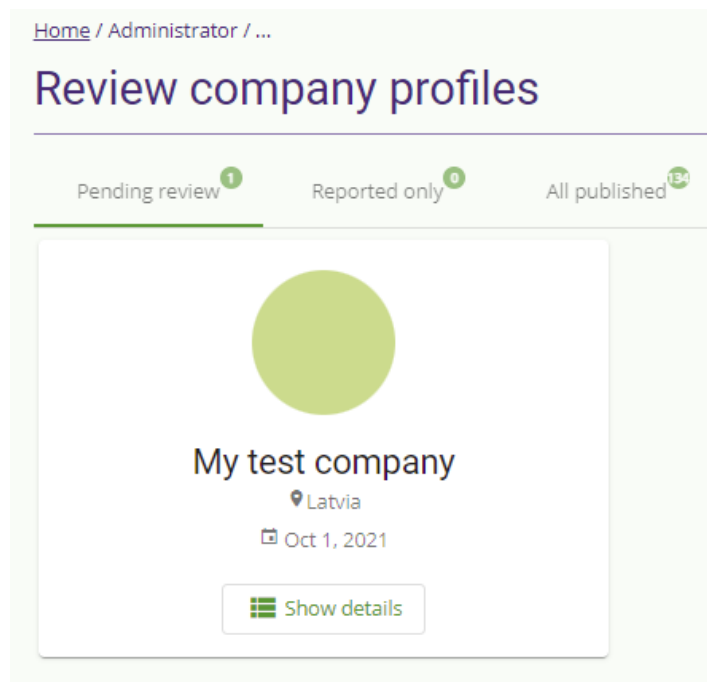 Home / Administrator / ...
Review company profiles
Pending review 1 Reported only 0 All published 134
My test company
Latvia
Oct 1, 2021
Show details